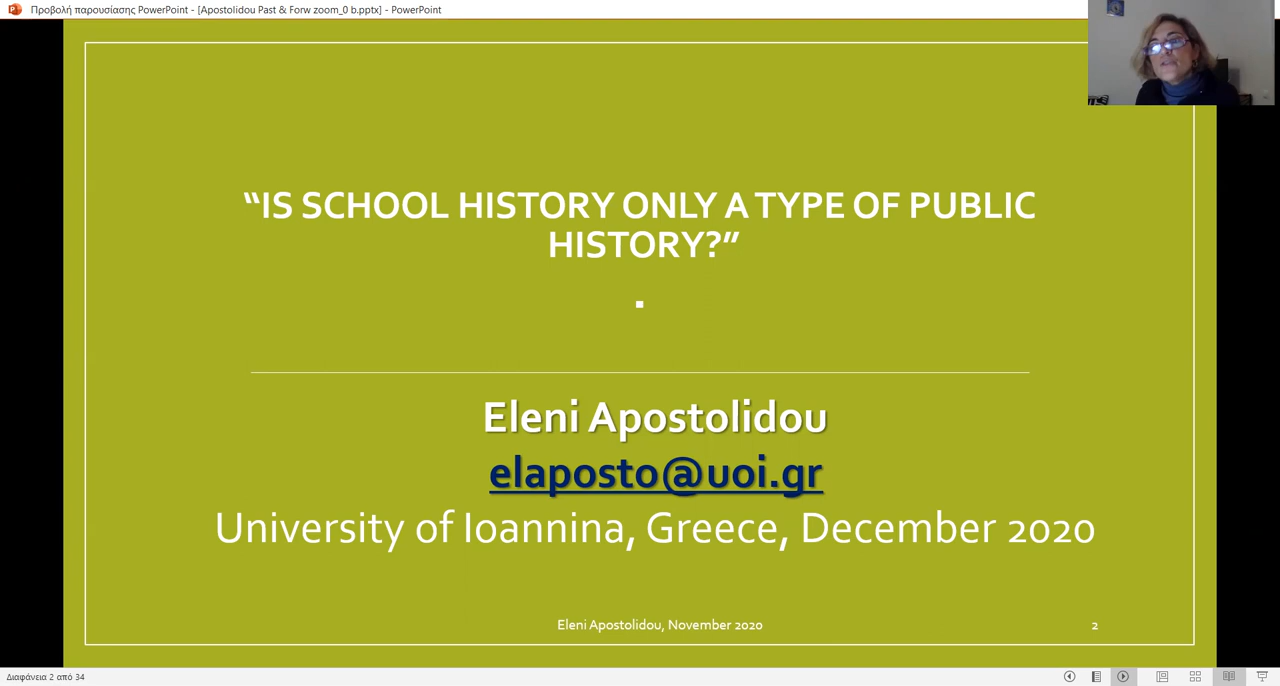 Προβολή παρουσίασης PowerPoint - [Apostolidou Past & Forw zoom_0 b.pptx] - PowerPoint
“IS SCHOOL HISTORY ONLY A TYPE OF PUBLIC
HISTORY?”
Eleni Apostolidou
elaposto@uoi.gr
University of Ioannina, Greece, December 2020
Eleni Apostolidou, November 2020
2
Διαφάνεια 2 από 34